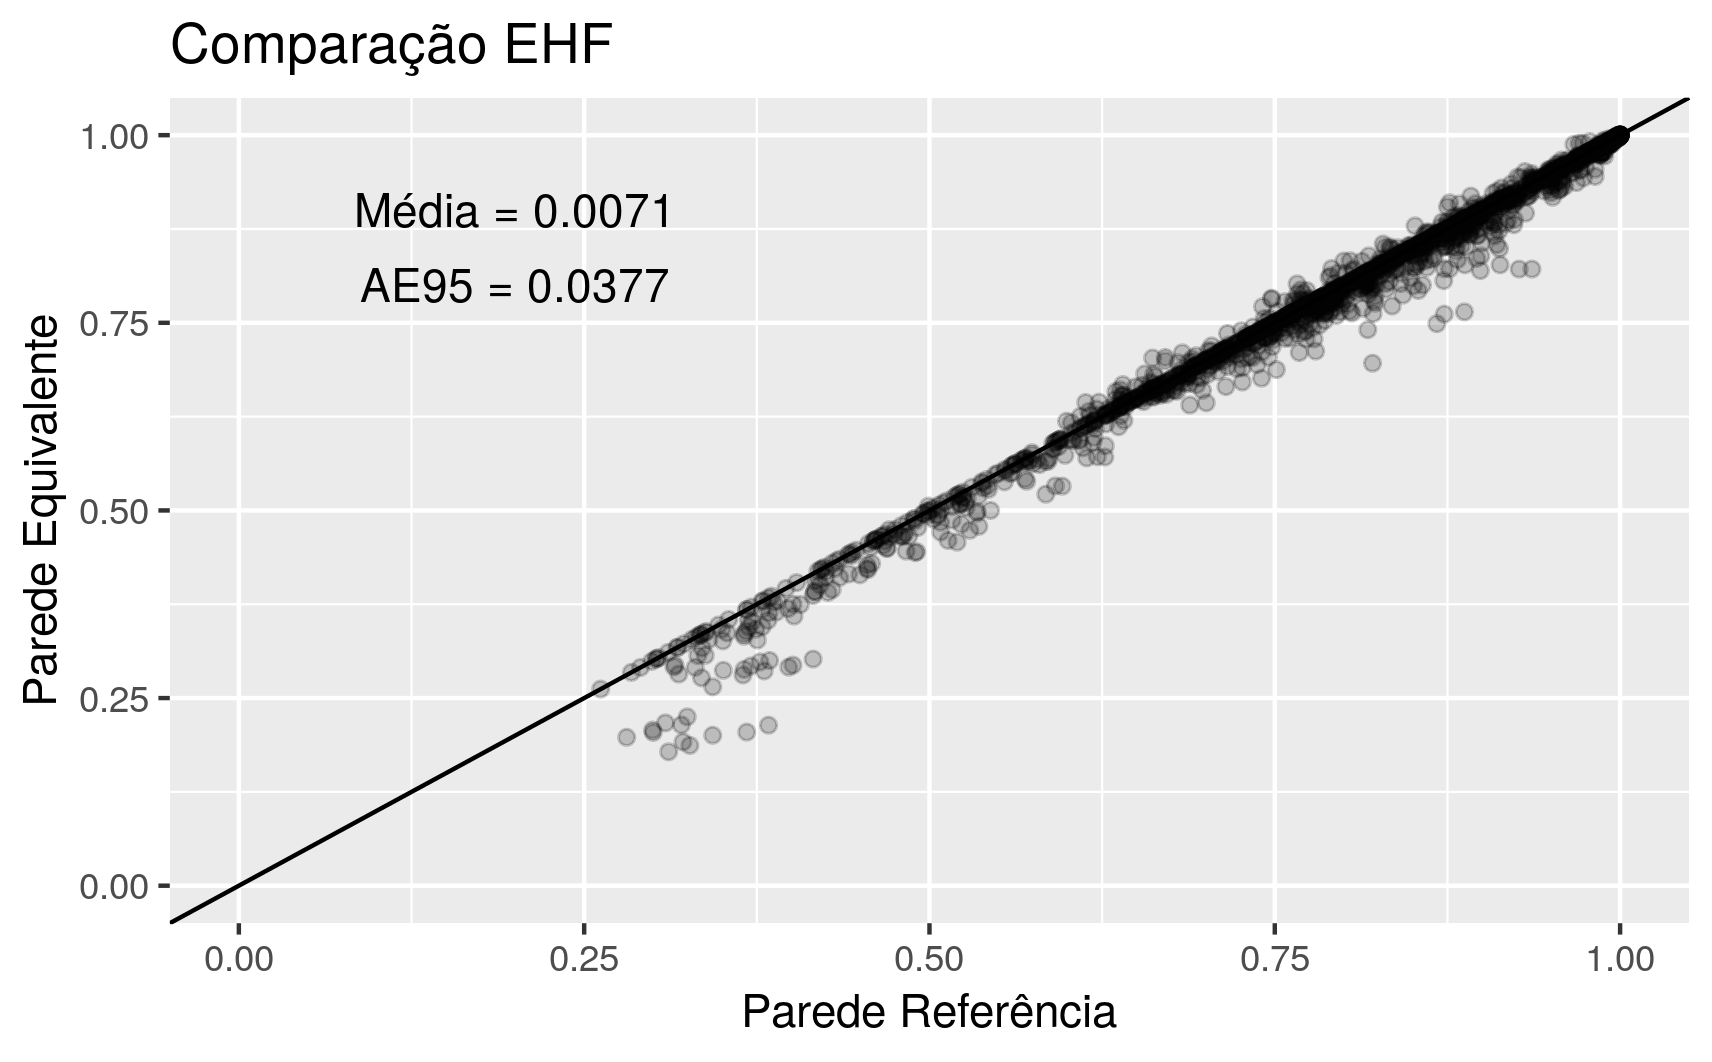 Comparação EHF
Média = 0.0071
AE95 = 0.0377
Parede Equivalente
1.00
0.75
0.50
0.25
0.00
0.00 0.25 0.50 0.75 1.00
Parede Referência